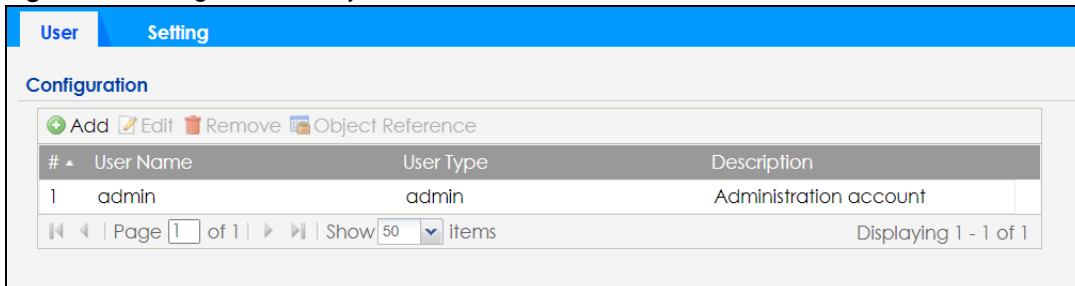 User Setting
Configuration
Add Edit Remove Object Reference
# User Name User Type Description
1 admin admin Administration account
Page 1 of 1 Show 50 items Displaying 1 - 1 of 1